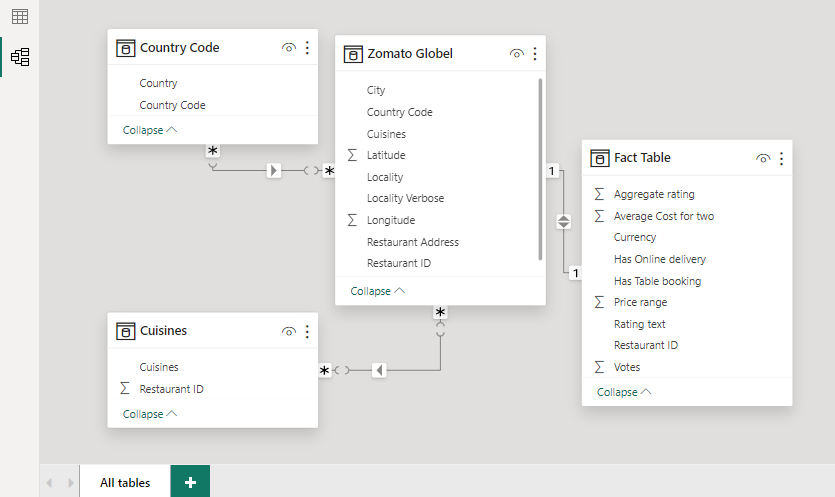 Country Code
Country
Country Code
Collapse
*
*
Zomato Globel
City
Country Code
Cuisines
Σ Latitude
Locality
Locality Verbose
Σ Longitude
Restaurant Address
Restaurant ID
Collapse
1
1
*
*
Fact Table
Σ Aggregate rating
Σ Average Cost for two
Currency
Has Online delivery
Has Table booking
Σ Price range
Rating text
Restaurant ID
Σ Votes
Collapse
Cuisines
Cuisines
Σ Restaurant ID
Collapse
All tables
+